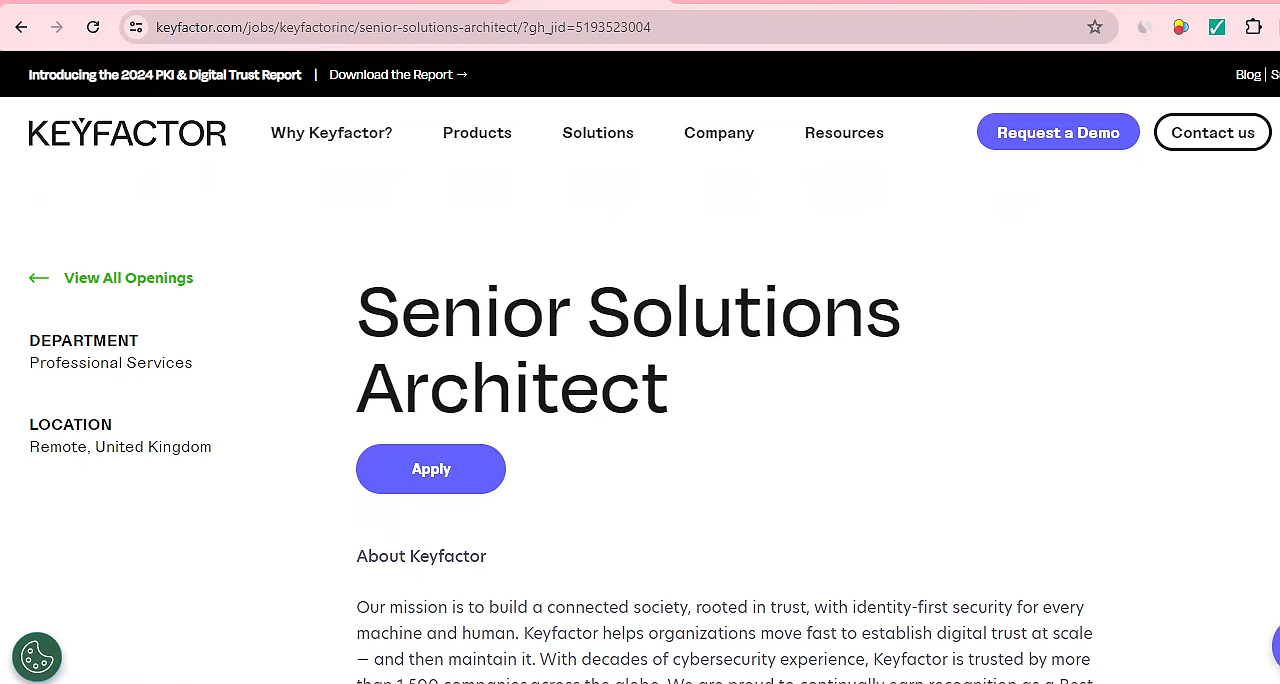 keyfactor.com/jobs/keyfactorinc/senior-solutions-architect/?gh_jid=5193523004
Introducing the 2024 PKI & Digital Trust Report | Download the Report →
Blog |
KEYFACTOR
Why Keyfactor?
Products
Solutions
Company
Resources
Request a Demo
Contact us
← View All Openings
DEPARTMENT
Professional Services
LOCATION
Remote, United Kingdom
Senior Solutions
Architect
Apply
About Keyfactor
Our mission is to build a connected society, rooted in trust, with identity-first security for every
machine and human. Keyfactor helps organizations move fast to establish digital trust at scale
— and then maintain it. With decades of cybersecurity experience, Keyfactor is trusted by more
than 1,500 companies across the globe. We are proud to continually earn recognition as a Best